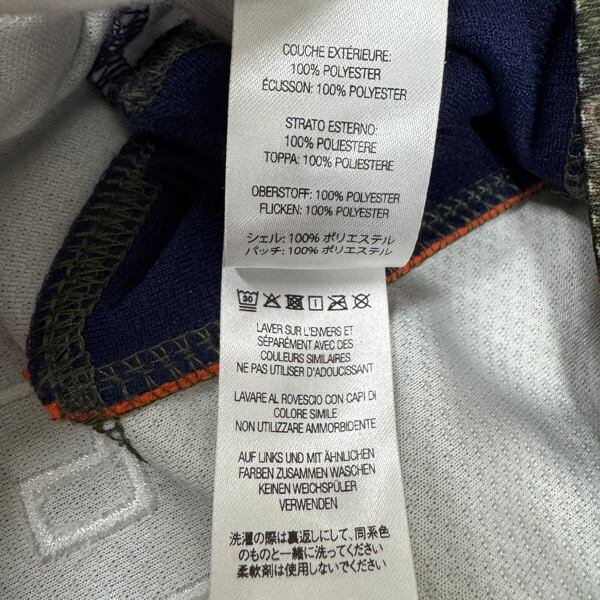 COUCHE EXTÉRIEURE:
100% POLYESTER
ÉCUSSON: 100% POLYESTER
STRATO ESTERNO:
100% POLIESTERE
TOPPA: 100% POLIESTERE
OBERSTOFF: 100% POLYESTER
FLICKEN: 100% POLYESTER
シェル: 100% ポリエステル
パッチ: 100% ポリエステル
30
LAVER SUR L'ENVERS ET
SÉPARÉMENT AVEC DES
COULEURS SIMILAIRES
NE PAS UTILISER D'ADOUCISSANT
LAVARE AL ROVESCIO CON CAPI DI
COLORE SIMILE
NON UTILIZZARE AMMORBIDENTE
AUF LINKS UND MIT ÄHNLICHEN
FARBEN ZUSAMMEN WASCHEN
KEINEN WEICHSPÜLER
VERWENDEN
洗濯の際は裏返しにして、同系色
のものと一緒に洗ってください
柔軟剤は使用しないでください